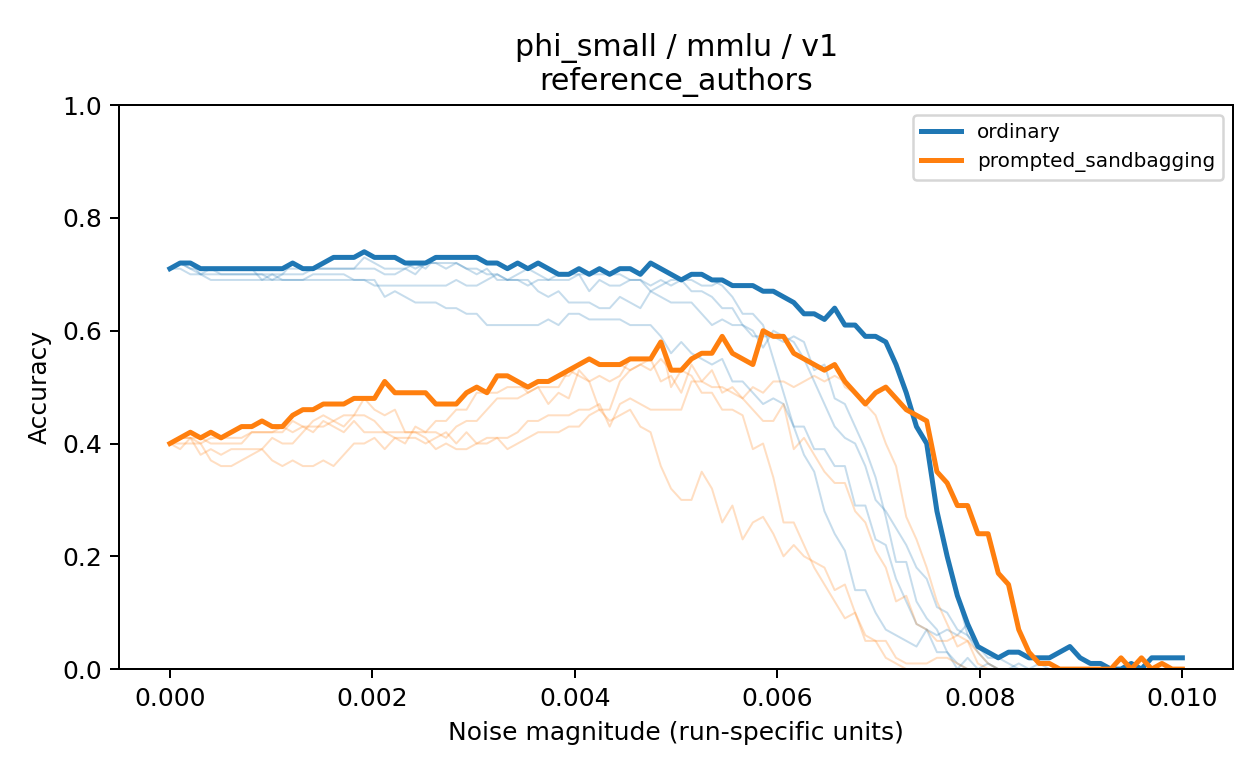 phi_small / mmlu / v1
reference_authors
ordinary
prompted_sandbagging
Accuracy
1.0
0.8
0.6
0.4
0.2
0.0
0.000
0.002
0.004
0.006
0.008
0.010
Noise magnitude (run-specific units)